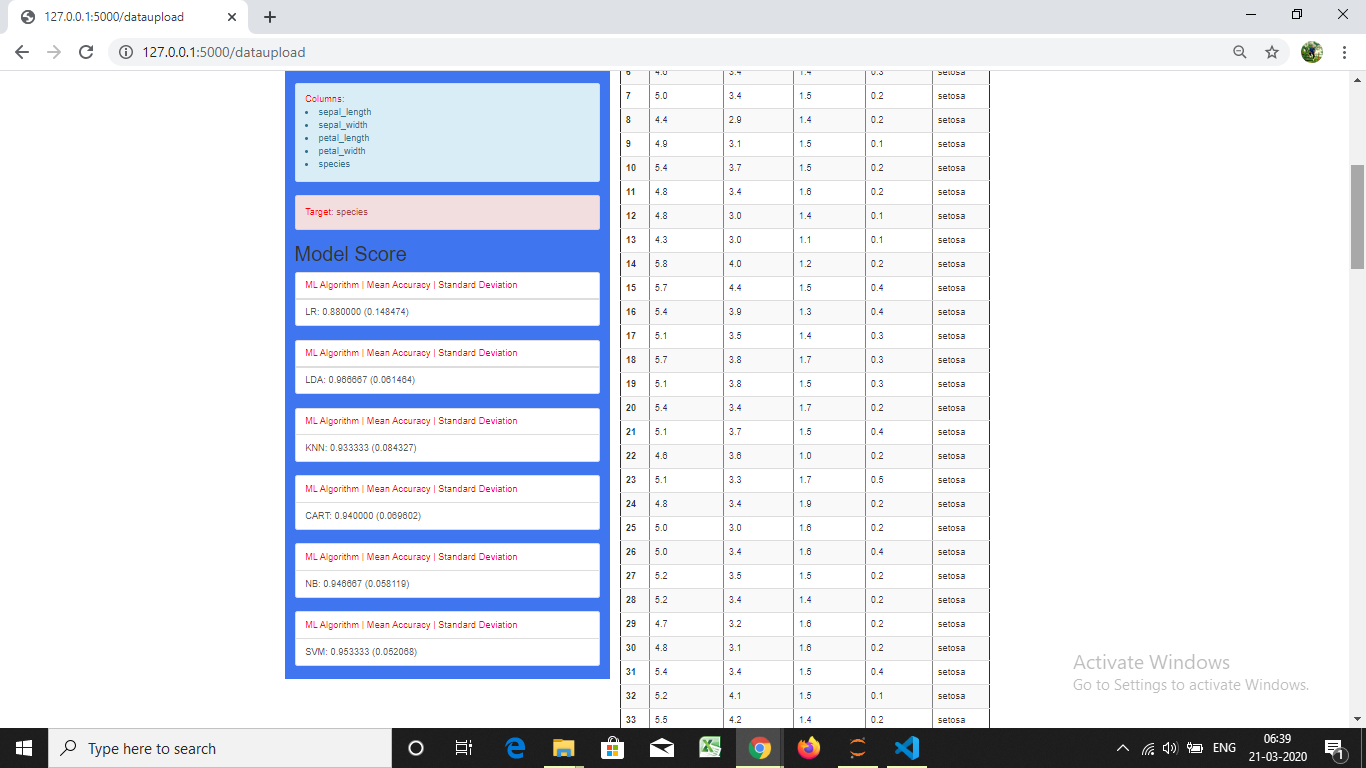 127.0.0.1:5000/dataupload
127.0.0.1:5000/dataupload
Columns:
sepal_length
sepal_width
petal_length
petal_width
species
Target: species
Model Score
ML Algorithm | Mean Accuracy | Standard Deviation
LR: 0.880000 (0.148474)
ML Algorithm | Mean Accuracy | Standard Deviation
LDA: 0.966667 (0.061464)
ML Algorithm | Mean Accuracy | Standard Deviation
KNN: 0.933333 (0.084327)
ML Algorithm | Mean Accuracy | Standard Deviation
CART: 0.940000 (0.069602)
ML Algorithm | Mean Accuracy | Standard Deviation
NB: 0.946667 (0.058119)
ML Algorithm | Mean Accuracy | Standard Deviation
SVM: 0.953333 (0.052068)
6 4.6 3.4 1.4 0.3 setosa
7 5.0 3.4 1.5 0.2 setosa
8 4.4 2.9 1.4 0.2 setosa
9 4.9 3.1 1.5 0.1 setosa
10 5.4 3.7 1.5 0.2 setosa
11 4.8 3.4 1.6 0.2 setosa
12 4.8 3.0 1.4 0.1 setosa
13 4.3 3.0 1.1 0.1 setosa
14 5.8 4.0 1.2 0.2 setosa
15 5.7 4.4 1.5 0.4 setosa
16 5.4 3.9 1.3 0.4 setosa
17 5.1 3.5 1.4 0.3 setosa
18 5.7 3.8 1.7 0.3 setosa
19 5.1 3.8 1.5 0.3 setosa
20 5.4 3.4 1.7 0.2 setosa
21 5.1 3.7 1.5 0.4 setosa
22 4.6 3.6 1.0 0.2 setosa
23 5.1 3.3 1.7 0.5 setosa
24 4.8 3.4 1.9 0.2 setosa
25 5.0 3.0 1.6 0.2 setosa
26 5.0 3.4 1.6 0.4 setosa
27 5.2 3.5 1.5 0.2 setosa
28 5.2 3.4 1.4 0.2 setosa
29 4.7 3.2 1.6 0.2 setosa
30 4.8 3.1 1.6 0.2 setosa
31 5.4 3.4 1.5 0.4 setosa
32 5.2 4.1 1.5 0.1 setosa
33 5.5 4.2 1.4 0.2 setosa
Activate Windows
Go to Settings to activate Windows.
Type here to search
ENG
06:39
21-03-2020
1